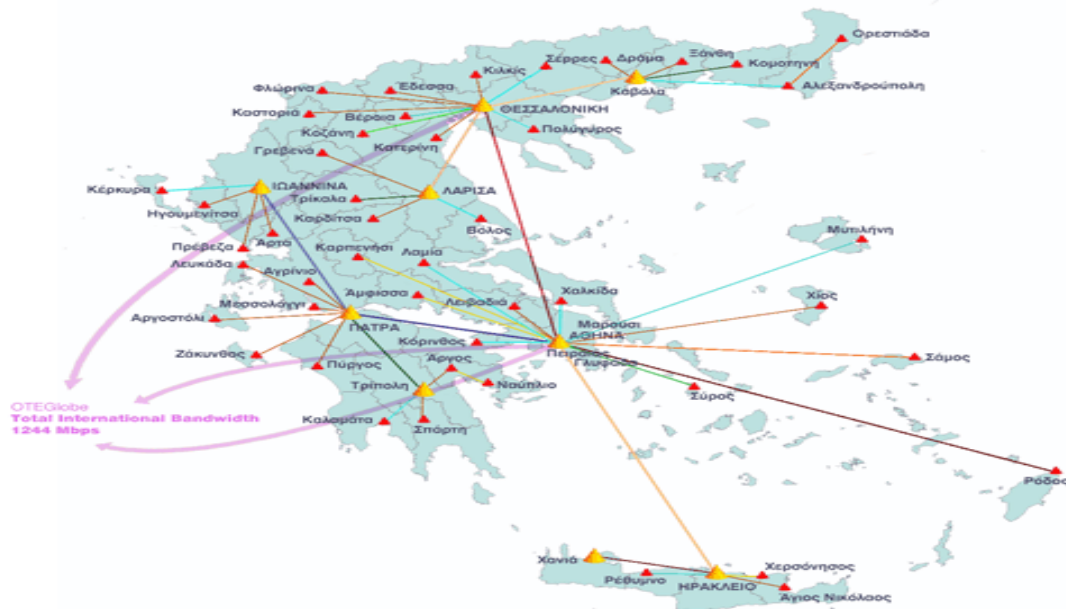 Ορεστιάδα
Ξάνθη
Δράμα
Σέρρες
Κομοτηνή
Κιλκίς
Αλεξανδρούπολη
Έδεσσα
Φλώρινα
Καβάλα
ΘΕΣΣΑΛΟΝΙΚΗ
Καστοριά
Βέροια
Πολύγυρος
Κοζάνη
Κατερίνη
Γρεβενά
Κέρκυρα
ΙΩΑΝΝΙΝΑ
ΛΑΡΙΣΑ
Τρίκαλα
Ηγουμενίτσα
Καρδίτσα
Βόλος
Άρτα
Μυτιλήνη
Πρέβεζα
Καρπενήσι
Λαμία
Λευκάδα
Αγρίνιο
Χαλκίδα
Άμφισσα
Χίος
Λειβαδιά
Μεσσολόγγι
Αργοστόλι
Μαρούσι
ΠΑΤΡΑ
ΑΘΗΝΑ
Κόρινθος
Πειραιάς
Ζάκυνθος
Άργος
Γλυφάδα
Σάμος
Πύργος
Τρίπολη
Ναύπλιο
Σύρος
OTEGlobe
Total International Bandwidth
1244 Mbps
Καλαμάτα
Σπάρτη
Ρόδος
Χανιά
Χερσόνησος
Ρέθυμνο
ΗΡΑΚΛΕΙΟ
Άγιος Νικόλαος